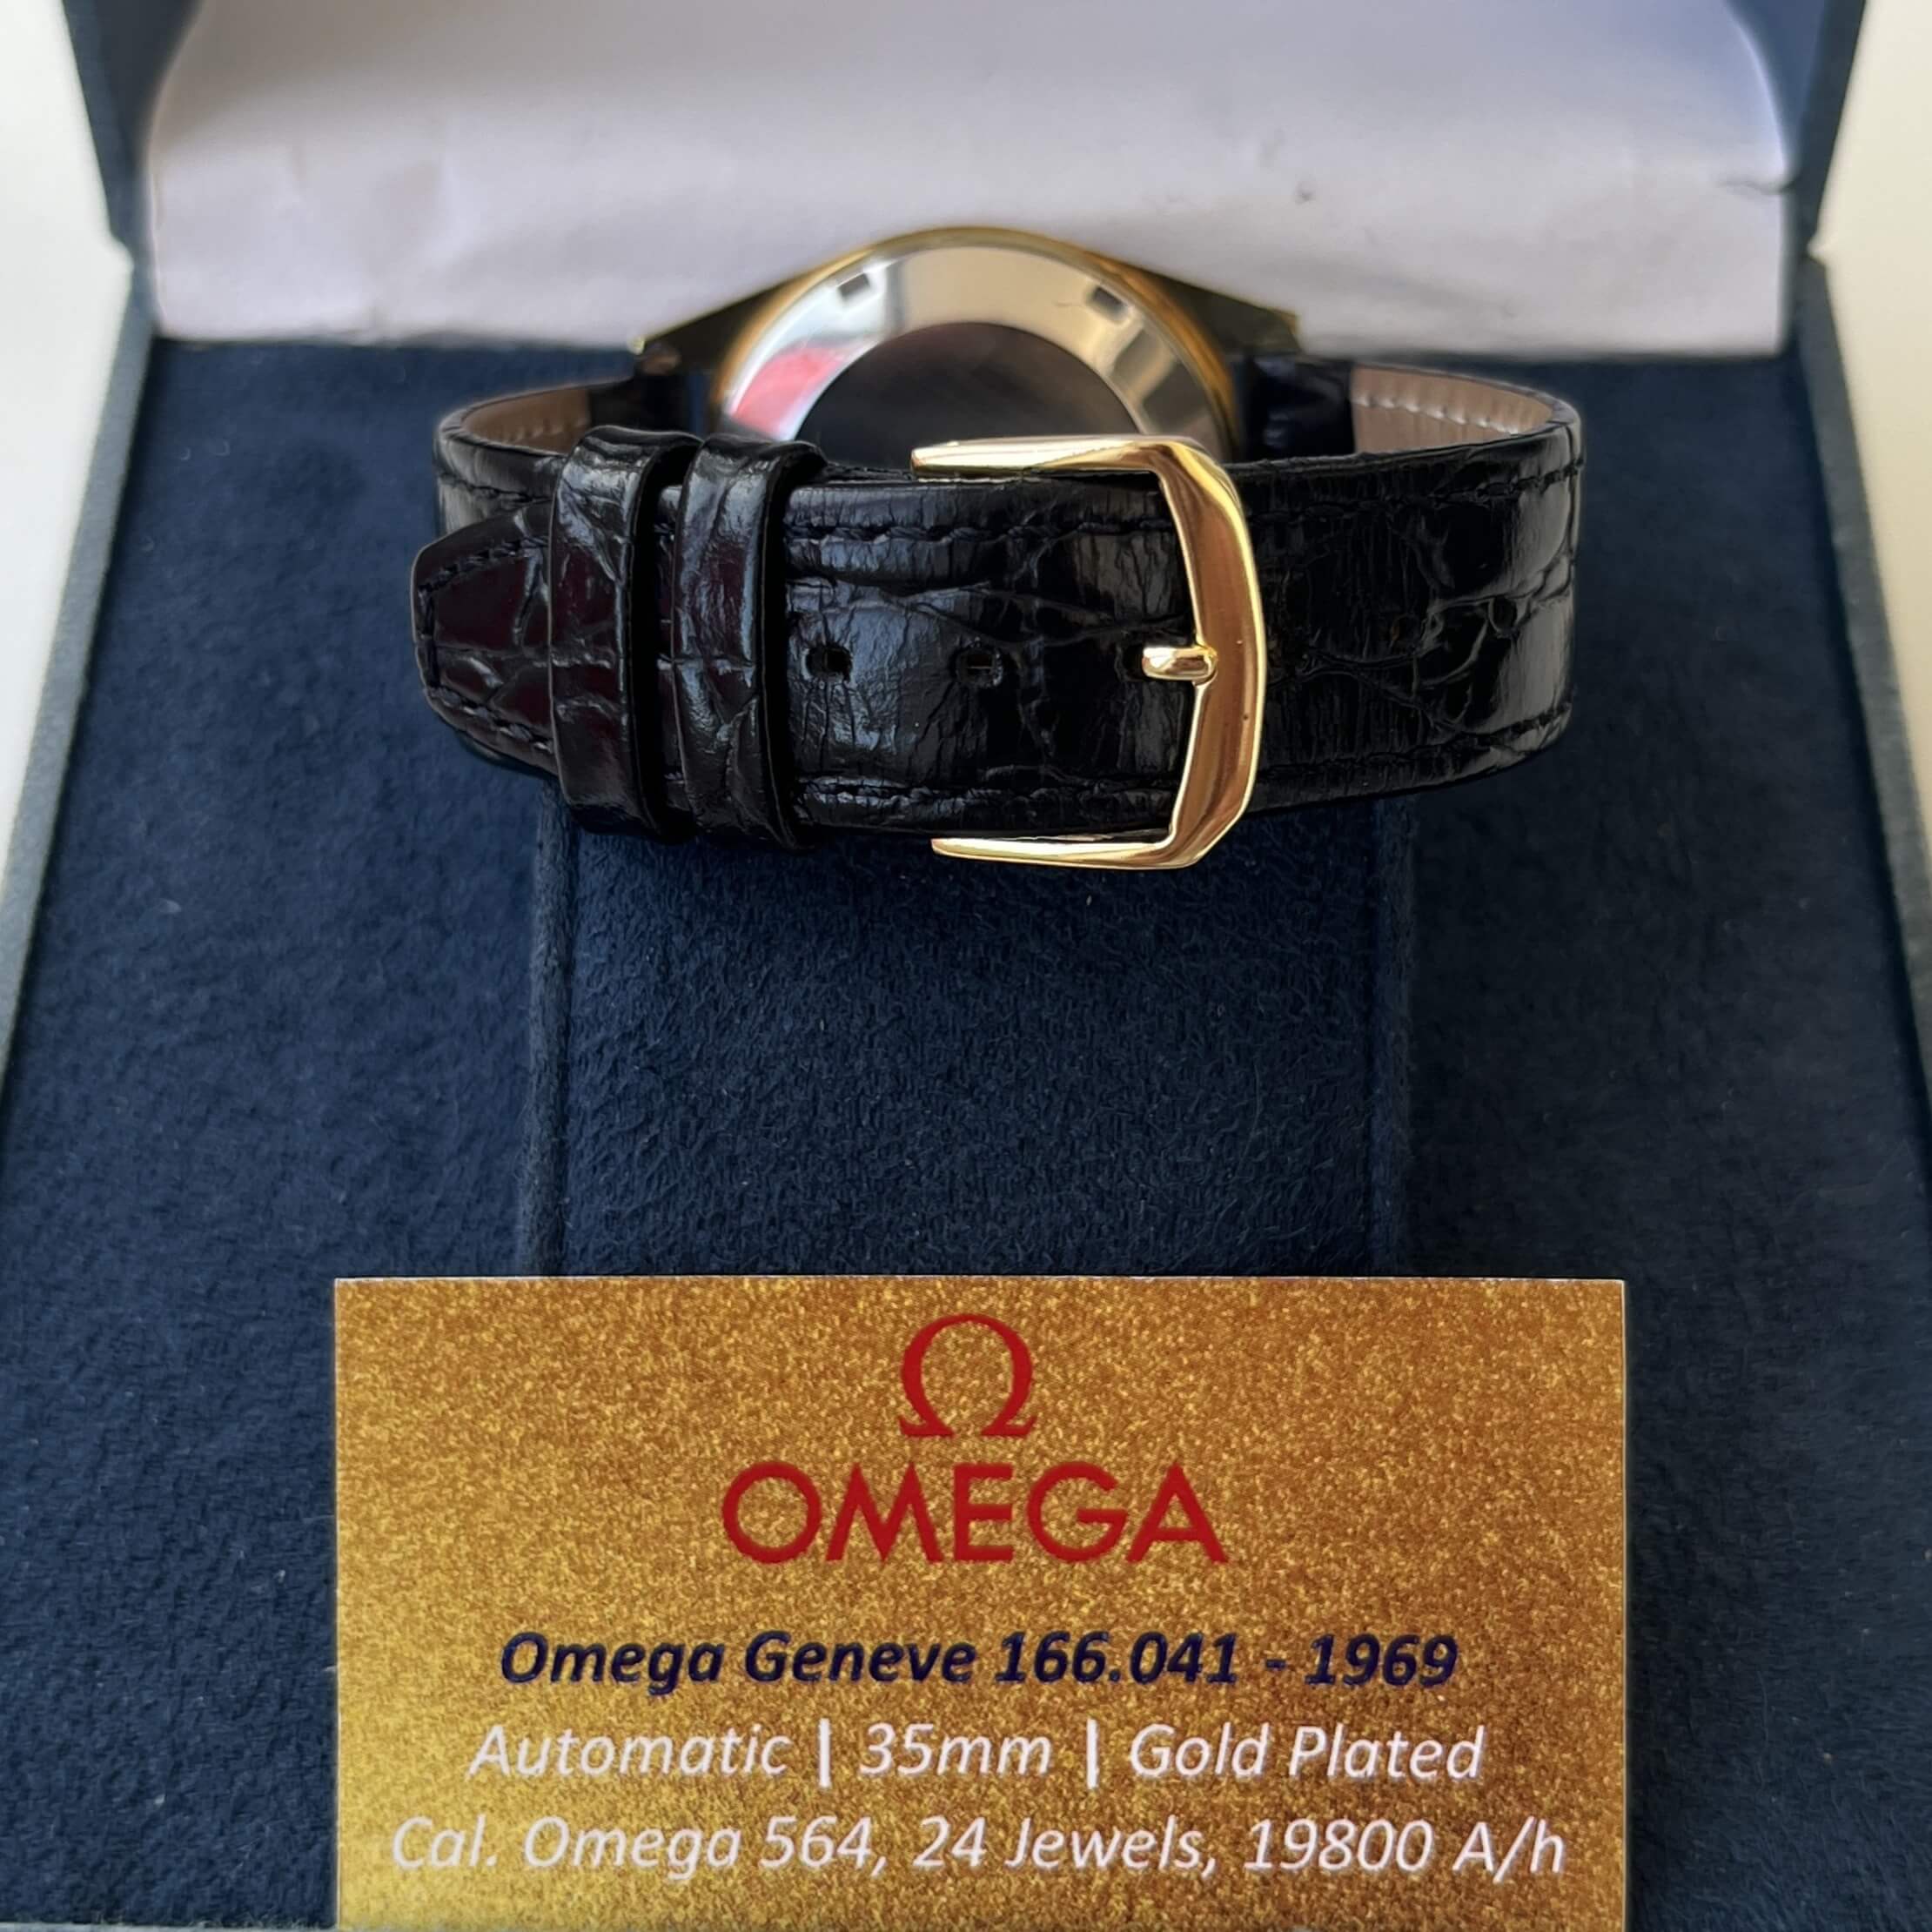 Ω
OMEGA
Omega Geneve 166.041 - 1969
Automatic | 35mm | Gold Plated
Cal. Omega 564, 24 Jewels, 19800 A/h